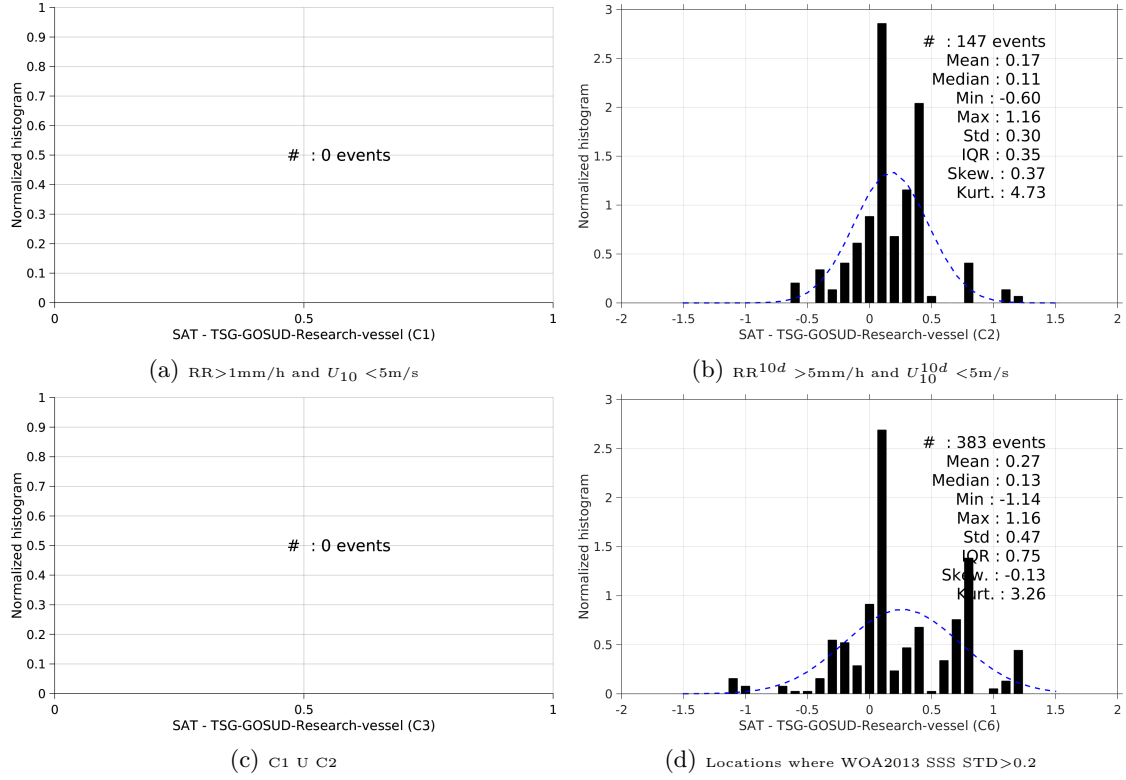 1
0.9
0.8
0.7
0.6
0.5
0.4
0.3
0.2
0.1
0
Normalized histogram
# : 0 events
0 0.5 1
SAT - TSG-GOSUD-Research-vessel (C1)
(a) RR>1mm/h and U10 <5m/s
3
2.5
2
1.5
1
0.5
0
Normalized histogram
# : 147 events
Mean : 0.17
Median : 0.11
Min : -0.60
Max : 1.16
Std : 0.30
IQR : 0.35
Skew. : 0.37
Kurt. : 4.73
-2 -1.5 -1 -0.5 0 0.5 1 1.5 2
SAT - TSG-GOSUD-Research-vessel (C2)
(b) RR^10d >5mm/h and U10^10d <5m/s
1
0.9
0.8
0.7
0.6
0.5
0.4
0.3
0.2
0.1
0
Normalized histogram
# : 0 events
0 0.5 1
SAT - TSG-GOSUD-Research-vessel (C3)
(c) C1 U C2
3
2.5
2
1.5
1
0.5
0
Normalized histogram
# : 383 events
Mean : 0.27
Median : 0.13
Min : -1.14
Max : 1.16
Std : 0.47
IQR : 0.75
Skew. : -0.13
Kurt. : 3.26
-2 -1.5 -1 -0.5 0 0.5 1 1.5 2
SAT - TSG-GOSUD-Research-vessel (C6)
(d) Locations where WOA2013 SSS STD>0.2